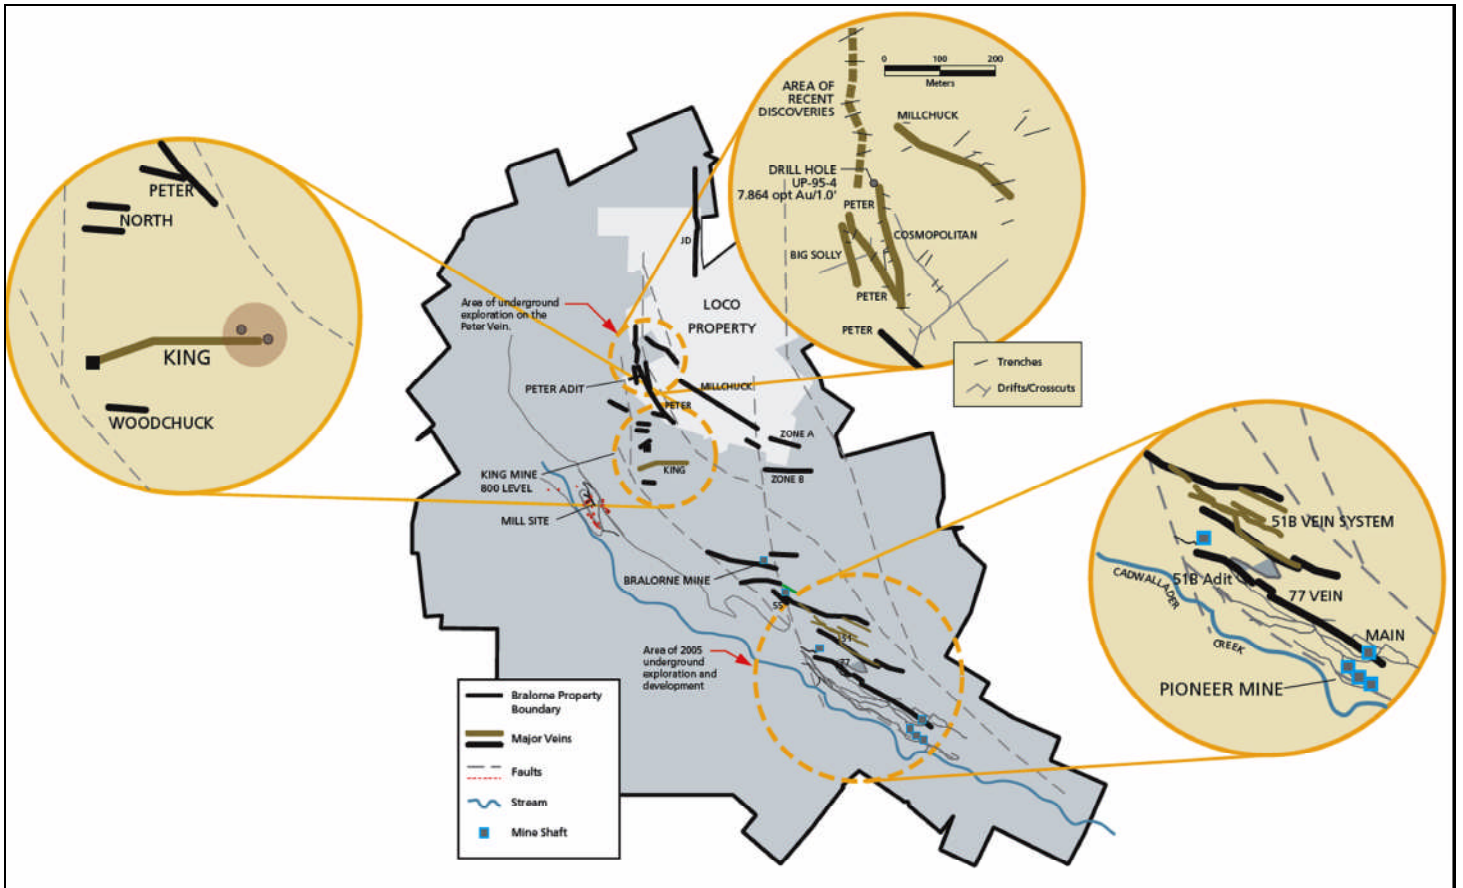 PETER
NORTH
KING
WOODCHUCK
0 100 200
Meters
AREA OF
RECENT
DISCOVERIES
MILLCHUCK
DRILL HOLE
UP-95-4
7.864 opt Au/1.0'
PETER
COSMOPOLITAN
BIG SOLLY
PETER
PETER
Trenches
Drifts/Crosscuts
JD
LOCO
PROPERTY
Area of underground
exploration on the
Peter Vein.
PETER ADIT
MILLCHUCK
PETER
ZONE A
ZONE B
KING
KING MINE
800 LEVEL
MILL SITE
BRALORNE MINE
55
51
77
Area of 2005
underground
exploration and
development
51B VEIN SYSTEM
51B Adit
77 VEIN
CADWALLADER
CREEK
MAIN
PIONEER MINE
Bralorne Property
Boundary
Major Veins
Faults
Stream
Mine Shaft